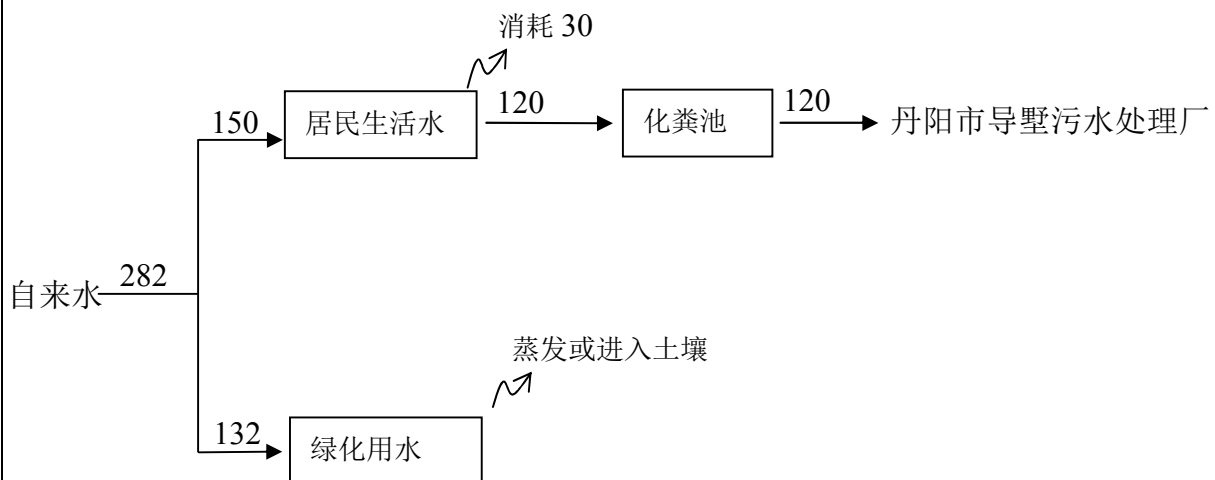 消耗 30
150
居民生活水
120
化粪池
120
丹阳市导墅污水处理厂
自来水
282
蒸发或进入土壤
132
绿化用水